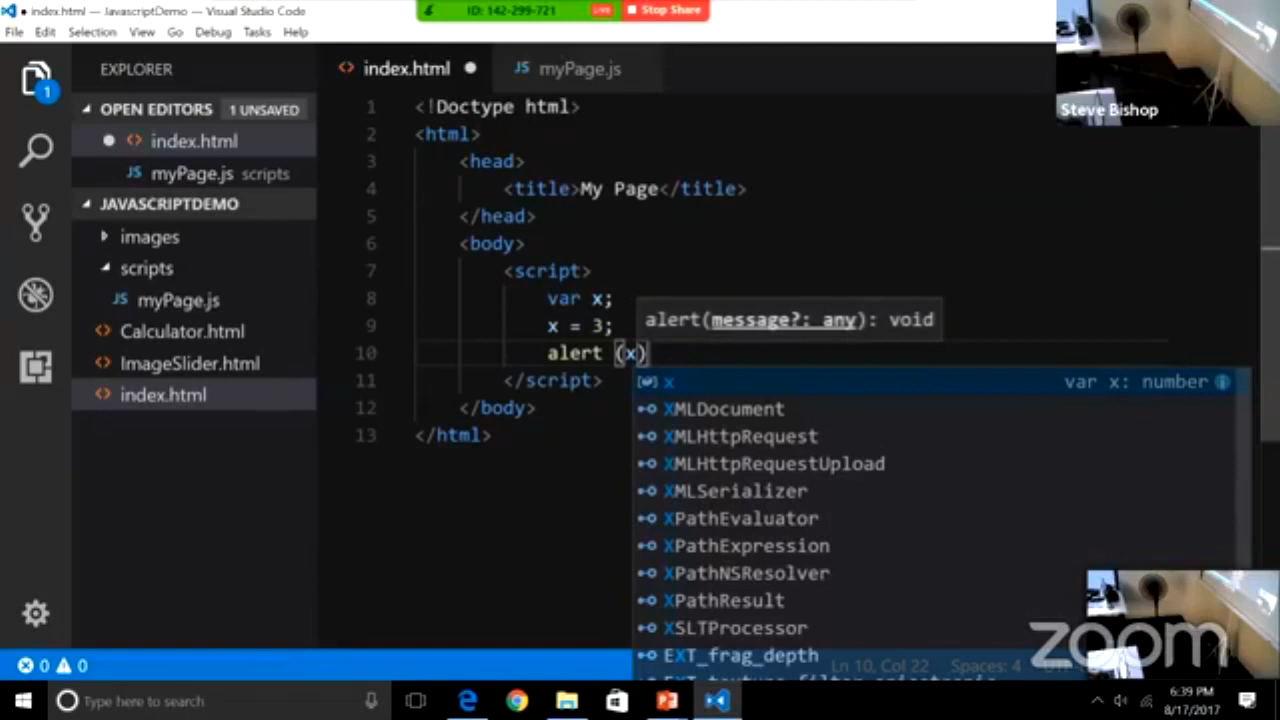 index.html — JavascriptDemo — Visual Studio Code
ID: 142-299-721 LIVE Stop Share
File Edit Selection View Go Debug Tasks Help
Steve Bishop
EXPLORER
1
OPEN EDITORS 1 UNSAVED
index.html
JS myPage.js scripts
JAVASCRIPTDEMO
images
scripts
JS myPage.js
Calculator.html
ImageSlider.html
index.html
index.html JS myPage.js
1 <!Doctype html>
2 <html>
3 <head>
4 <title>My Page</title>
5 </head>
6 <body>
7 <script>
8 var x;
9 x = 3;
10 alert (x)
11 </script>
12 </body>
13 </html>
alert(message?: any): void
x var x: number
XMLDocument
XMLHttpRequest
XMLHttpRequestUpload
XMLSerializer
XPathEvaluator
XPathExpression
XPathNSResolver
XPathResult
XSLTProcessor
EXT_frag_depth
zoom
0 0 Ln 10, Col 22 Spaces: 4
Type here to search
6:39 PM
8/17/2017